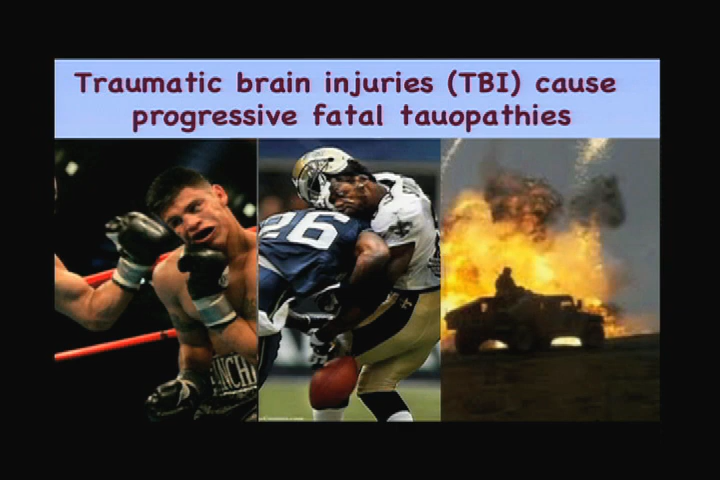 Traumatic brain injuries (TBI) cause
progressive fatal tauopathies
26